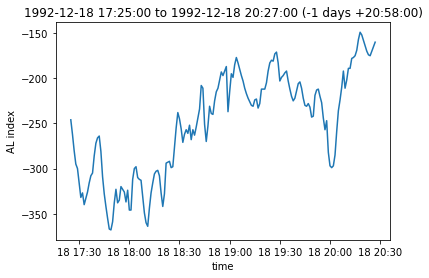 1992-12-18 17:25:00 to 1992-12-18 20:27:00 (-1 days +20:58:00)
−150
−200
−250
−300
−350
AL index
18 17:30 18 18:00 18 18:30 18 19:00 18 19:30 18 20:00 18 20:30
time